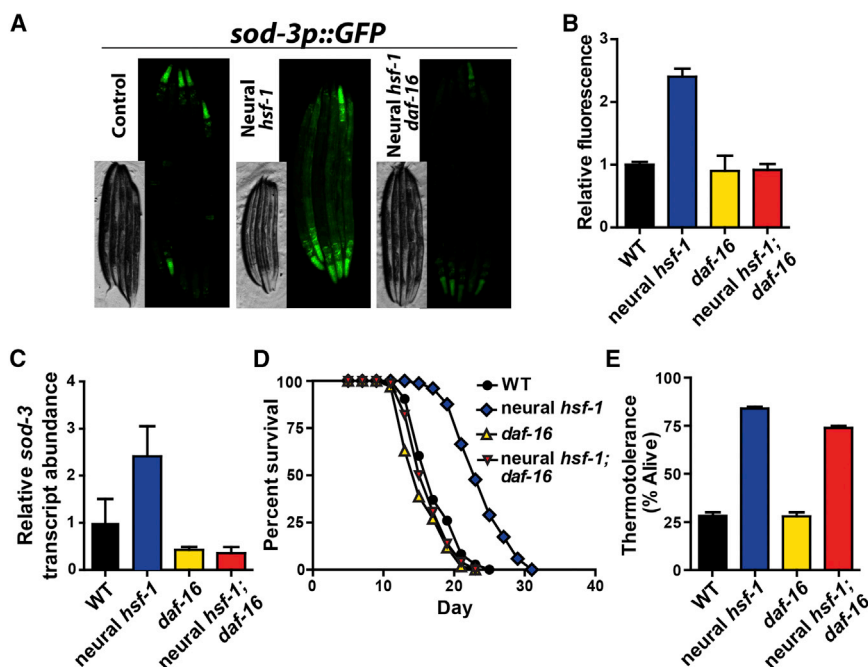 A
sod-3p::GFP
Control
Neural
hsf-1
Neural hsf-1
daf-16
B
Relative fluorescence
3
2
1
0
WT
neural hsf-1
daf-16
neural hsf-1;
daf-16
C
Relative sod-3
transcript abundance
4
3
2
1
0
WT
neural hsf-1
daf-16
neural hsf-1;
daf-16
D
Percent survival
100
75
50
25
0
0 10 20 30 40
Day
WT
neural hsf-1
daf-16
neural hsf-1;
daf-16
E
Thermotolerance
(% Alive)
100
75
50
25
0
WT
neural hsf-1
daf-16
neural hsf-1;
daf-16